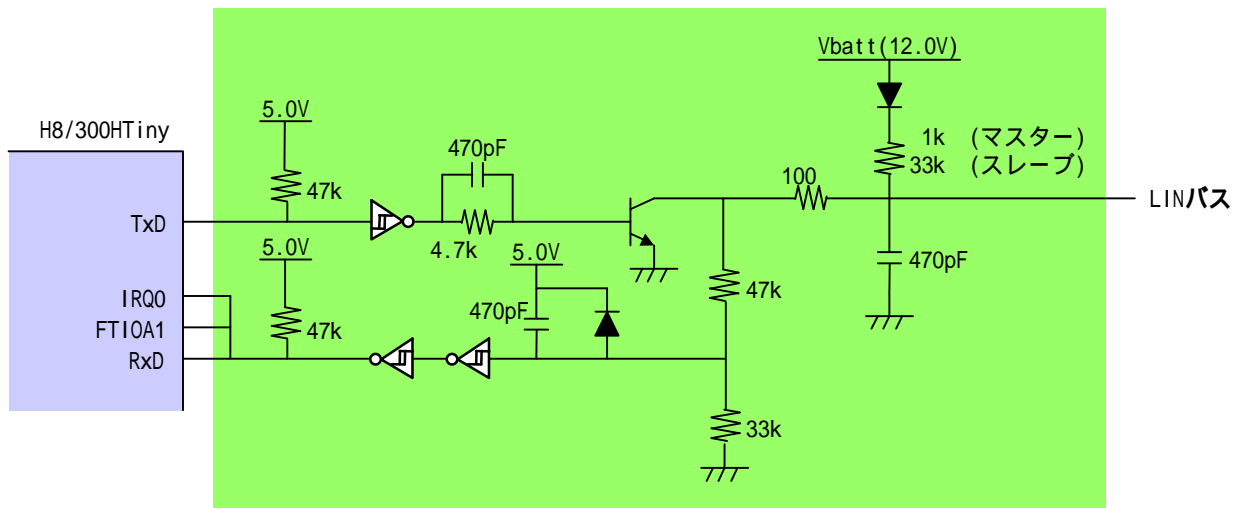 Vbatt(12.0V)
H8/300HTiny
5.0V
470pF
1k (マスター)
33k (スレーブ)
47k
100
TxD
LINバス
4.7k
5.0V
5.0V
470pF
IRQ0
470pF
47k
FTIOA1
47k
RxD
33k